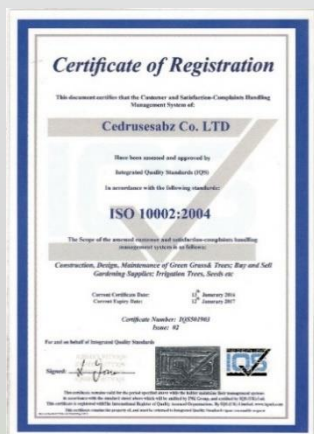 Certificate of Registration
This document certifies that the Customer and Satisfaction-Complaints Handling
Management System of:
Cedrusesabz Co. LTD
Have been assessed and approved by
Integrated Quality Standards (IQS)
In accordance with the following standards:
ISO 10002:2004
The Scope of the assessed customer and satisfaction-complaints handling
management system is as follows:
Construction, Design, Maintenance of Green Grass& Trees; Buy and Sell
Gardening Supplies: Irrigation Trees, Seeds etc
Current Certificate Date: 13th January 2016
Current Expiry Date: 12th January 2017
Certificate Number: IQS501903
Issue: 02
For and on behalf of Integrated Quality Standards
Signed:
IQS